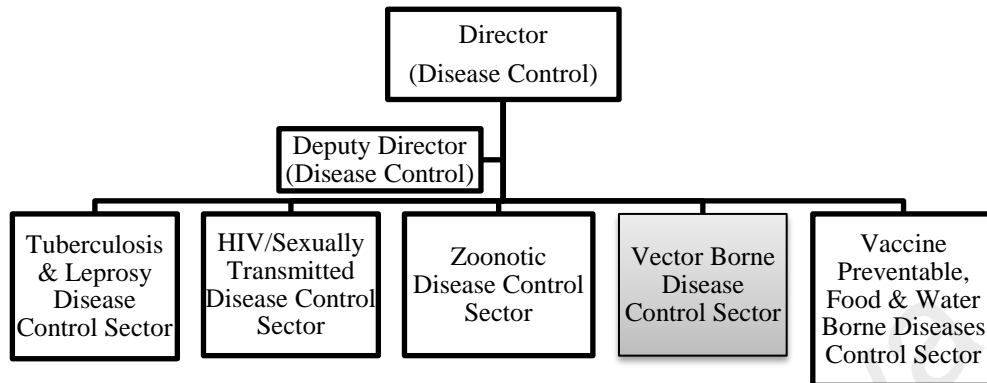 Director
(Disease Control)
Deputy Director
(Disease Control)
Tuberculosis
& Leprosy
Disease
Control Sector
HIV/Sexually
Transmitted
Disease Control
Sector
Zoonotic
Disease Control
Sector
Vector Borne
Disease
Control Sector
Vaccine
Preventable,
Food & Water
Borne Diseases
Control Sector